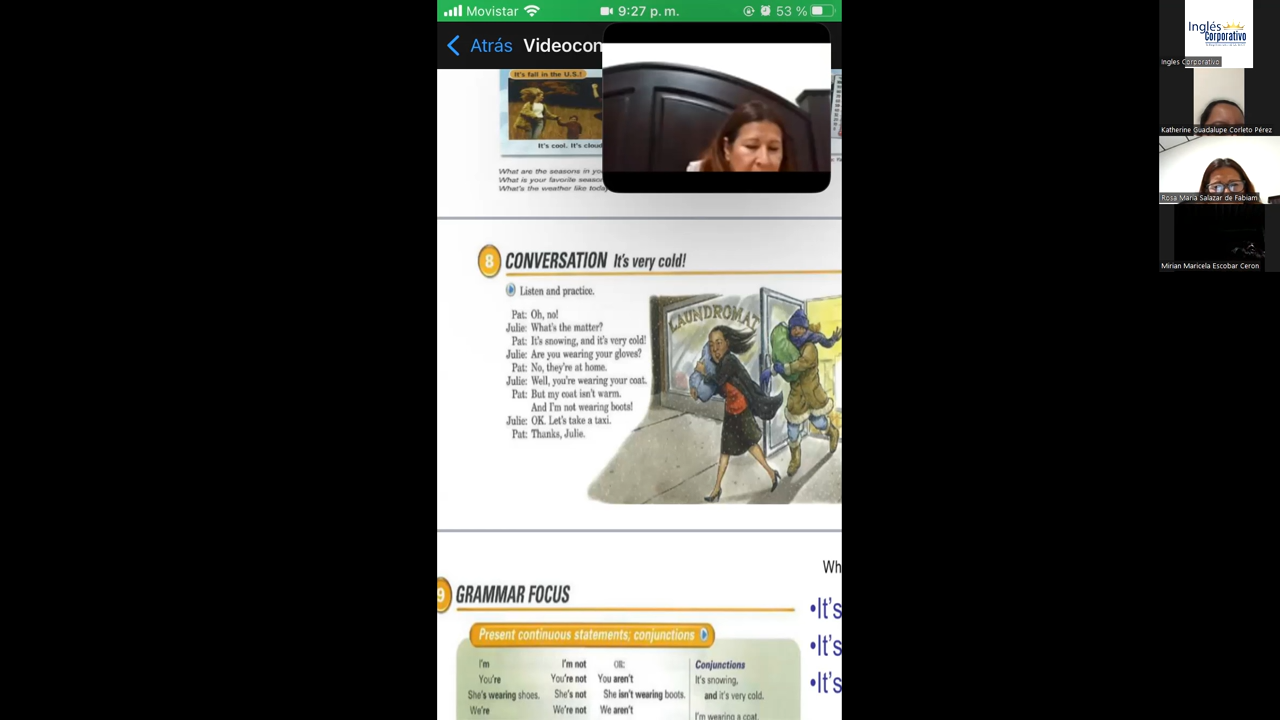 Movistar
9:27 p. m.
53 %
Atrás
Videocon
It's fall in the U.S.!
It's cool. It's cloud
What are the seasons in yo
What is your favorite seaso
What's the weather like today
8 CONVERSATION It's very cold!
Listen and practice.
Pat: Oh, no!
Julie: What's the matter?
Pat: It's snowing, and it's very cold!
Julie: Are you wearing your gloves?
Pat: No, they're at home.
Julie: Well, you're wearing your coat.
Pat: But my coat isn't warm.
And I'm not wearing boots!
Julie: OK. Let's take a taxi.
Pat: Thanks, Julie.
LAUNDROMAT
9 GRAMMAR FOCUS
Present continuous statements; conjunctions
I'm I'm not OR: Conjunctions
You're You're not You aren't It's snowing,
She's wearing shoes. She's not She isn't wearing boots. and it's very cold.
We're We're not We aren't I'm wearing a coat,
Wh
•It's
•It's
•It's
Inglés
Corporativo
Ingles Corporativo
Katherine Guadalupe Corleto Pérez
Rosa Maria Salazar de Fabiam
Mirian Maricela Escobar Ceron